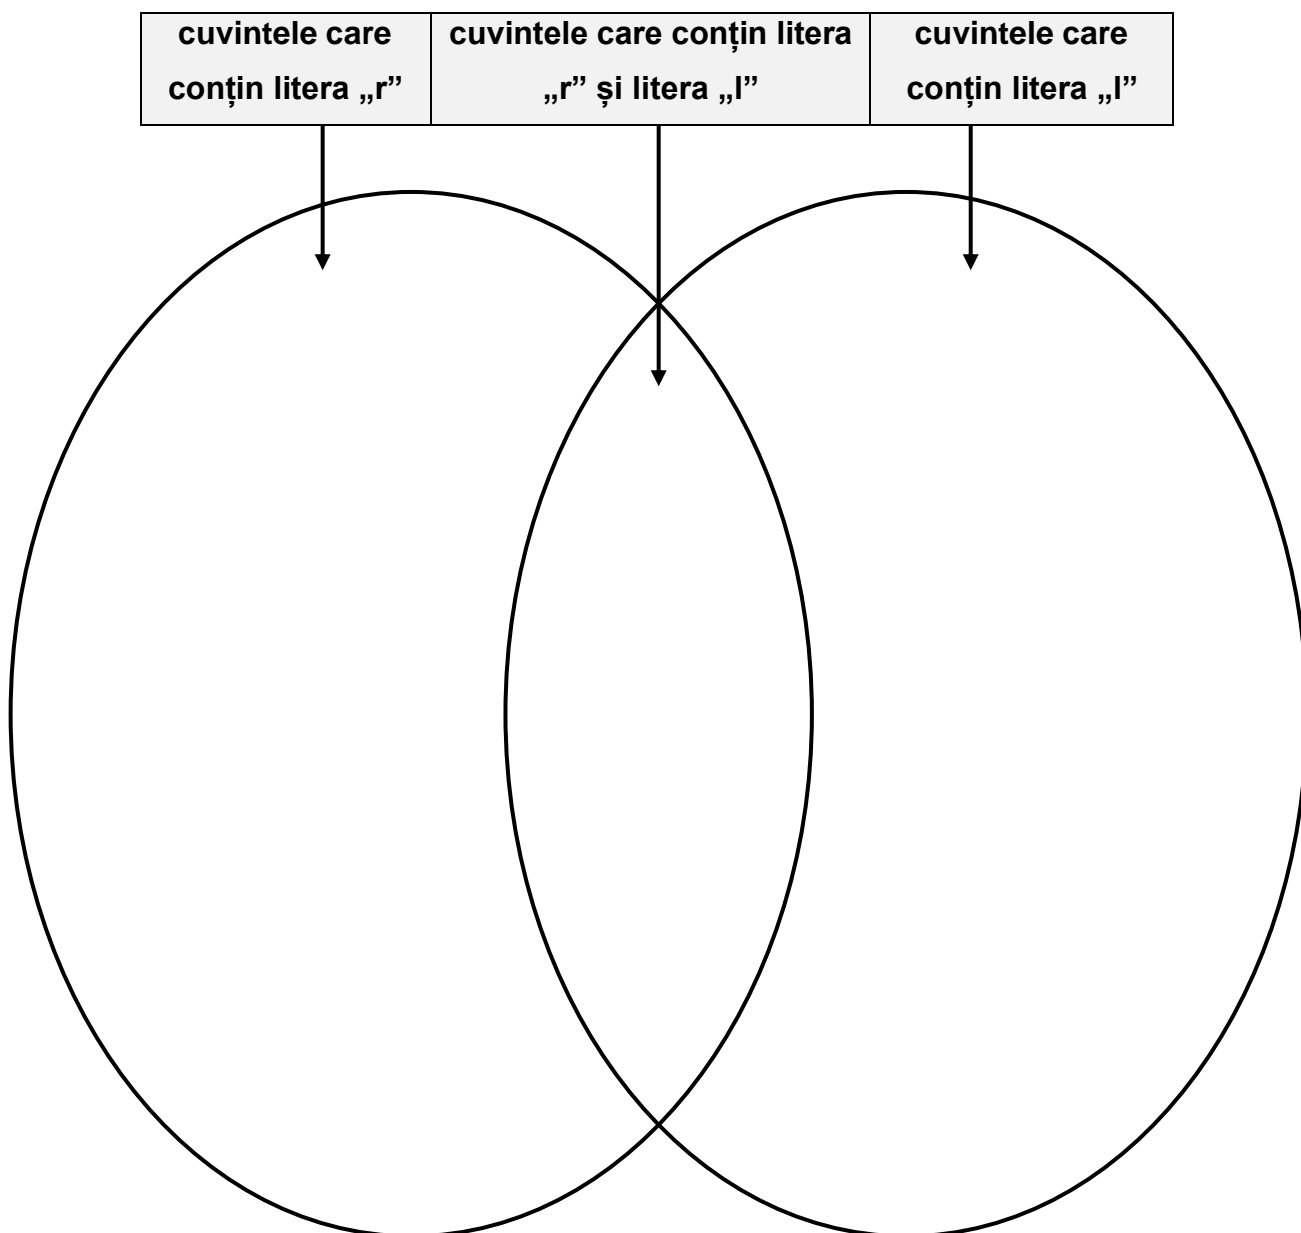 cuvintele care
conțin litera „r”
cuvintele care conțin litera
„r” și litera „l”
cuvintele care
conțin litera „l”